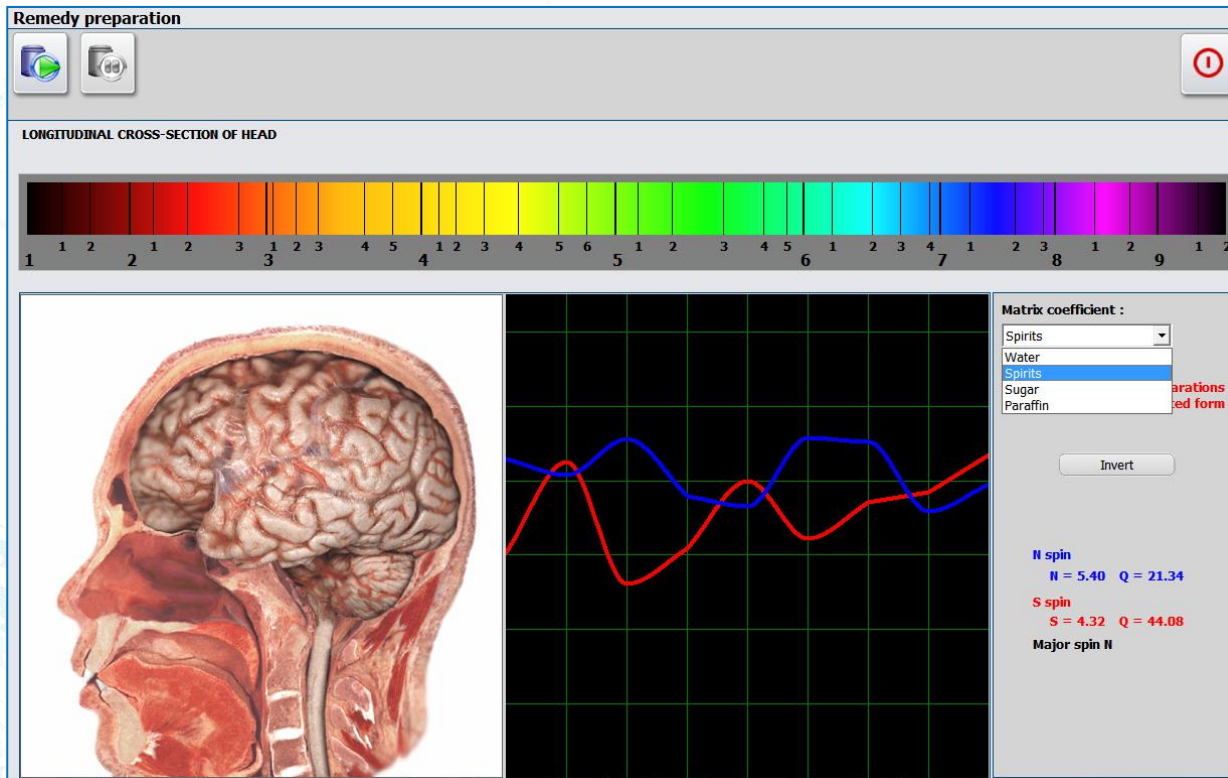 Remedy preparation
LONGITUDINAL CROSS-SECTION OF HEAD
1 2 1 2 3 1 2 3 4 5 1 2 3 4 5 6 1 2 3 4 5 1 2 3 4 1 2 3 1 2 1 2
1 2 3 4 5 6 7 8 9
Matrix coefficient :
Spirits
Water
Spirits
Sugar
Paraffin
Invert
N spin
N = 5.40 Q = 21.34
S spin
S = 4.32 Q = 44.08
Major spin N